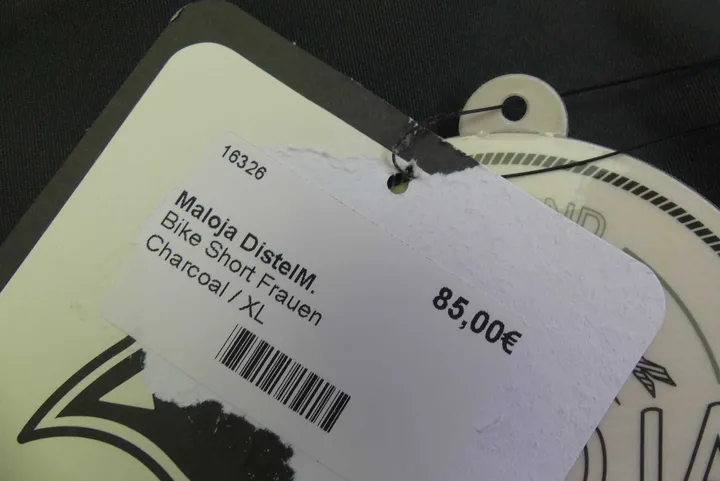 16326
Maloja DistelM.
Bike Short Frauen
Charcoal / XL
85,00€